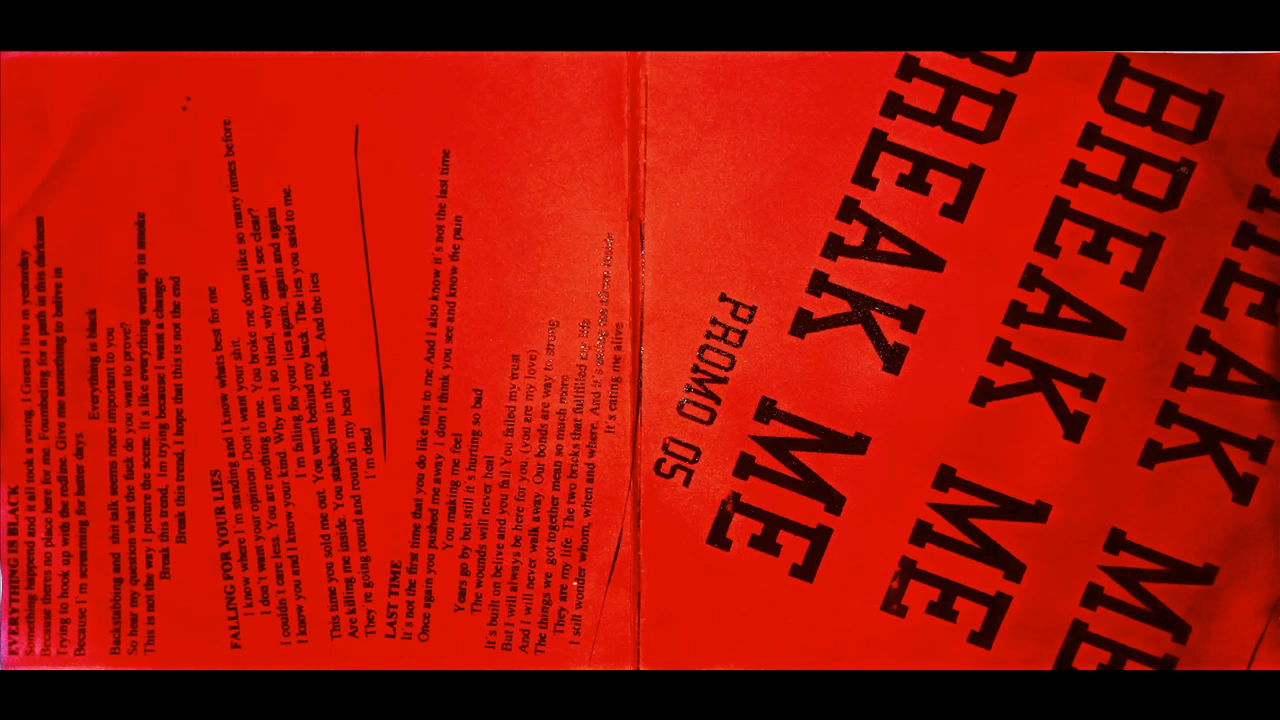 EVERYTHING IS BLACK
Something happend and it all took a swing. I Guess I live in yesterday
Because theres no place here for me. Foumbeling for a path in this darkness
Trying to hook up with the redline. Give me something to belive in
Because I'm screaming for better days.
Everything is black
Backstabbing and shit talk seems more important to you
So hear my question what the fuck do you want to prove?
This is not the way I picture the scene. It's like everything went up in smoke
Break this trend, Im trying because I want a change
Break this trend, I hope that this is not the end
FALLING FOR YOUR LIES
I know where I'm standing and I know whats best for me
I don't want your opinion. Don't want your shit.
I couldn't care less. You are nothing to me. You broke me down like so many times before
I know you and I know your kind. Why am I so blind, why cant I see clear?
I'm falling for your lies again, again and again
This time you sold me out. You went behind my back. The lies you said to me.
Are killing me inside. You stabbed me in the back. And the lies
They're going round and round in my head
I'm dead
LAST TIME
It's not the first time that you do like this to me And I also know it's not the last time
Once again you pushed me away. I don't think you see and know the pain
You making me feel
Years go by but still it's hurting so bad
The wounds will never heal
It's built on belive and you fail You failed my trust
But I will always be here for you (you are my love)
And I will never walk away. Our bonds are way to strong
The things we got together mean so much more
They are my life. The two bricks that fullfilled my life
I still wonder whom, when and where. And it's eating me alive inside
It's eating me alive
PROMO 05
BREAK ME
BREAK ME
BREAK ME